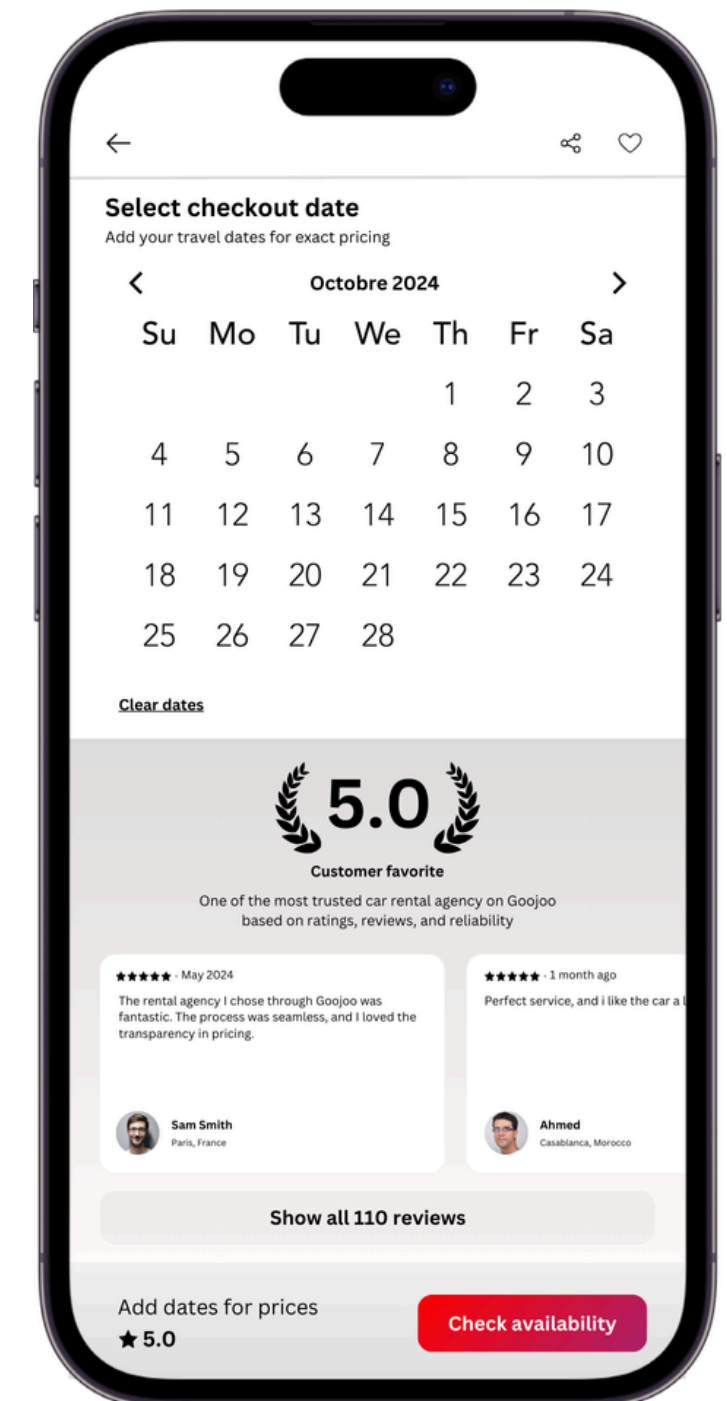 Select checkout date
Add your travel dates for exact pricing
Octobre 2024
Su Mo Tu We Th Fr Sa
1 2 3
4 5 6 7 8 9 10
11 12 13 14 15 16 17
18 19 20 21 22 23 24
25 26 27 28
Clear dates
5.0
Customer favorite
One of the most trusted car rental agency on Goojoo
based on ratings, reviews, and reliability
★★★★★ · May 2024
The rental agency I chose through Goojoo was
fantastic. The process was seamless, and I loved the
transparency in pricing.
Sam Smith
Paris, France
★★★★★ · 1 month ago
Perfect service, and i like the car a l
Ahmed
Casablanca, Morocco
Show all 110 reviews
Add dates for prices
★ 5.0
Check availability